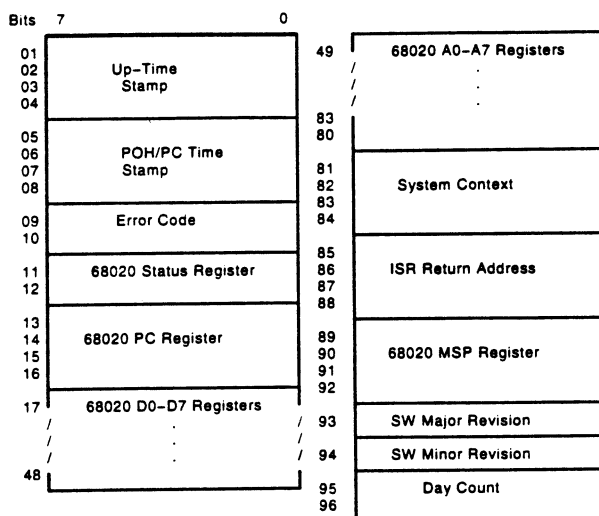 Bits 7 0
01
02 Up-Time
03 Stamp
04
05
06 POH/PC Time
07 Stamp
08
09 Error Code
10
11 68020 Status Register
12
13
14 68020 PC Register
15
16
17 68020 D0-D7 Registers
/ . /
/ . /
/ . /
48
49 68020 A0-A7 Registers
/ .
/ .
/ .
83
80
81
82 System Context
83
84
85
86 ISR Return Address
87
88
89
90 68020 MSP Register
91
92
93 SW Major Revision
94 SW Minor Revision
95 Day Count
96